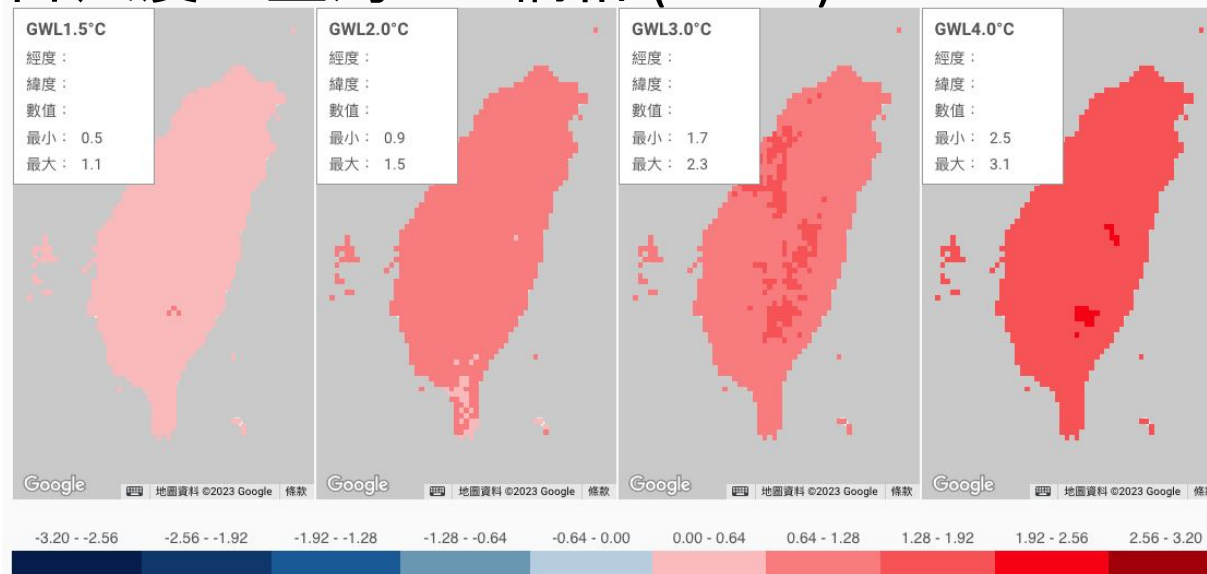 GWL1.5°C
經度：
緯度：
數值：
最小： 0.5
最大： 1.1
GWL2.0°C
經度：
緯度：
數值：
最小： 0.9
最大： 1.5
GWL3.0°C
經度：
緯度：
數值：
最小： 1.7
最大： 2.3
GWL4.0°C
經度：
緯度：
數值：
最小： 2.5
最大： 3.1
Google 地圖資料 ©2023 Google 條款
Google 地圖資料 ©2023 Google 條款
Google 地圖資料 ©2023 Google 條款
Google 地圖資料 ©2023 Google
-3.20 - -2.56 -2.56 - -1.92 -1.92 - -1.28 -1.28 - -0.64 -0.64 - 0.00 0.00 - 0.64 0.64 - 1.28 1.28 - 1.92 1.92 - 2.56 2.56 - 3.20